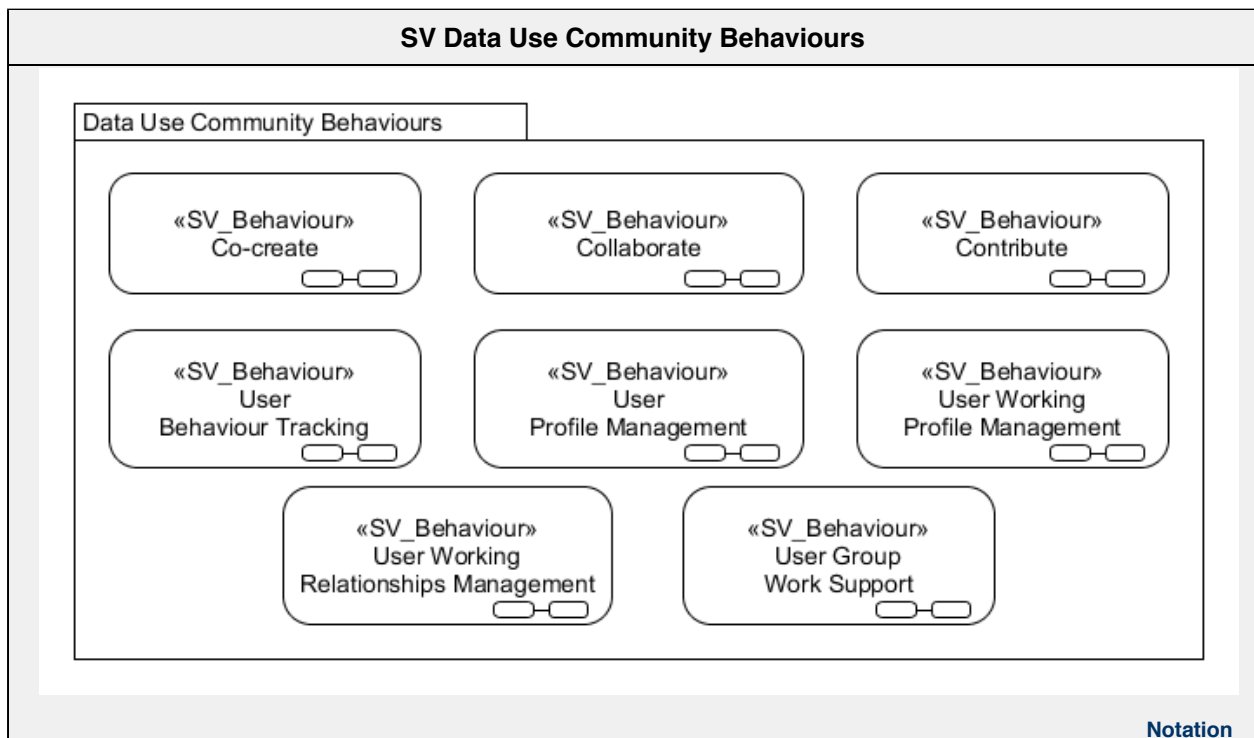 SV Data Use Community Behaviours
Data Use Community Behaviours
«SV_Behaviour»
Co-create
«SV_Behaviour»
Collaborate
«SV_Behaviour»
Contribute
«SV_Behaviour»
User
Behaviour Tracking
«SV_Behaviour»
User
Profile Management
«SV_Behaviour»
User Working
Profile Management
«SV_Behaviour»
User Working
Relationships Management
«SV_Behaviour»
User Group
Work Support
Notation